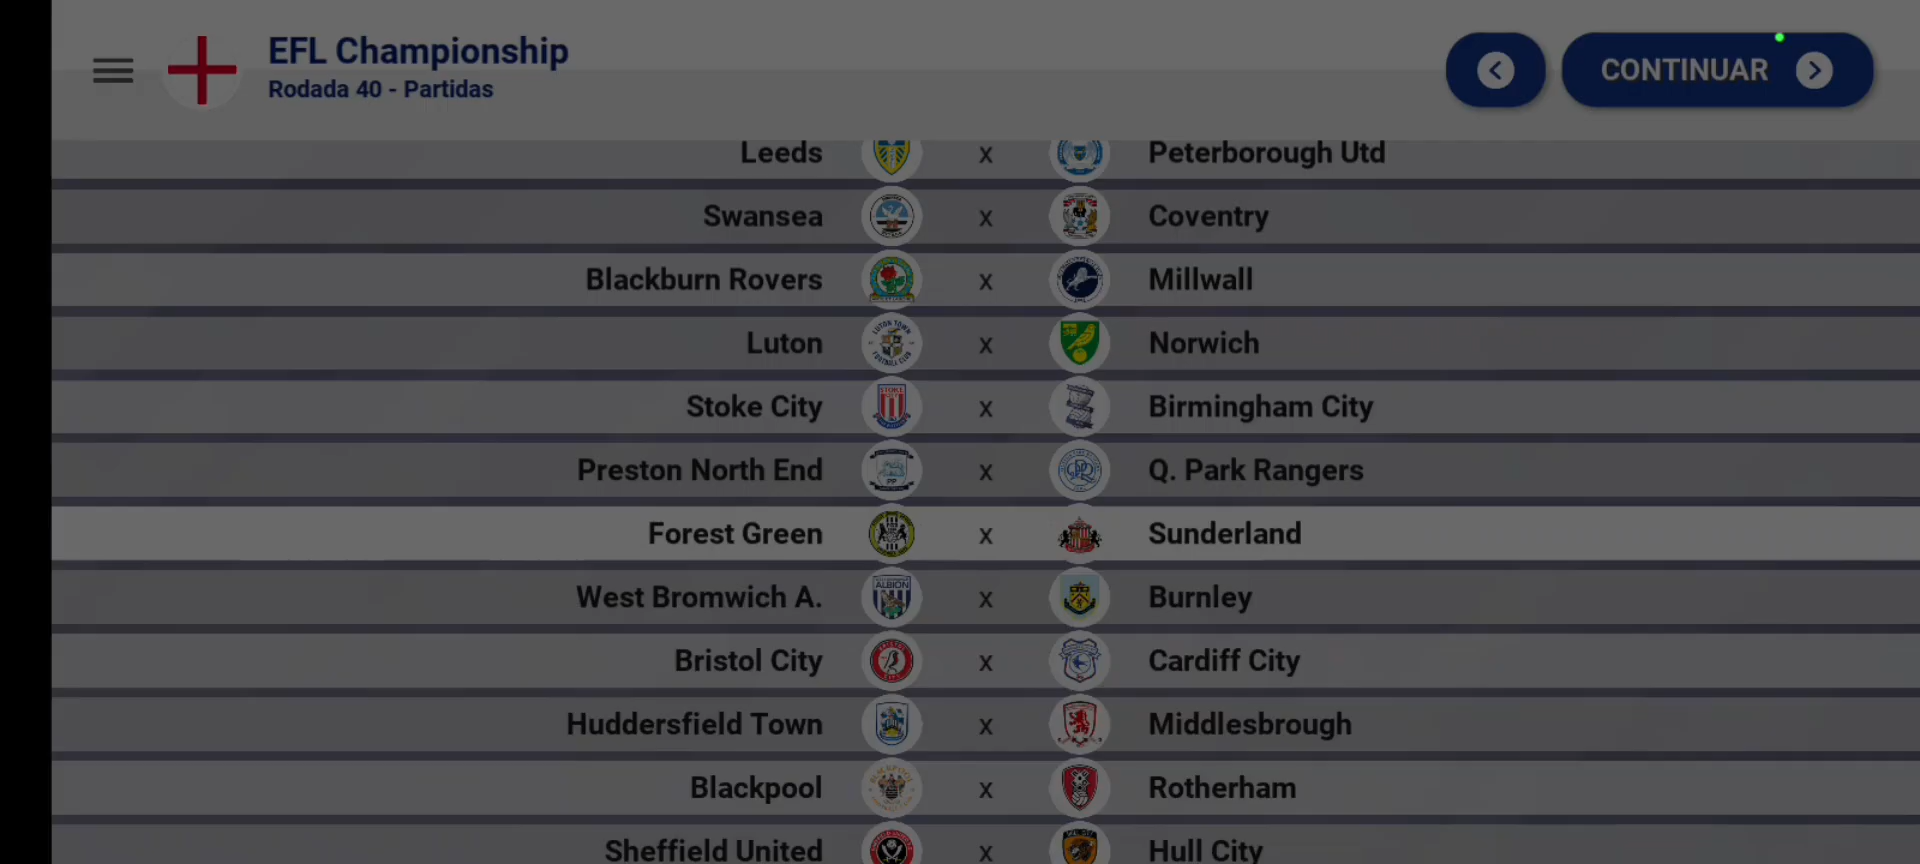 EFL Championship
Rodada 40 - Partidas
CONTINUAR
Leeds x Peterborough Utd
Swansea x Coventry
Blackburn Rovers x Millwall
Luton x Norwich
Stoke City x Birmingham City
Preston North End x Q. Park Rangers
Forest Green x Sunderland
West Bromwich A. x Burnley
Bristol City x Cardiff City
Huddersfield Town x Middlesbrough
Blackpool x Rotherham
Sheffield United x Hull City